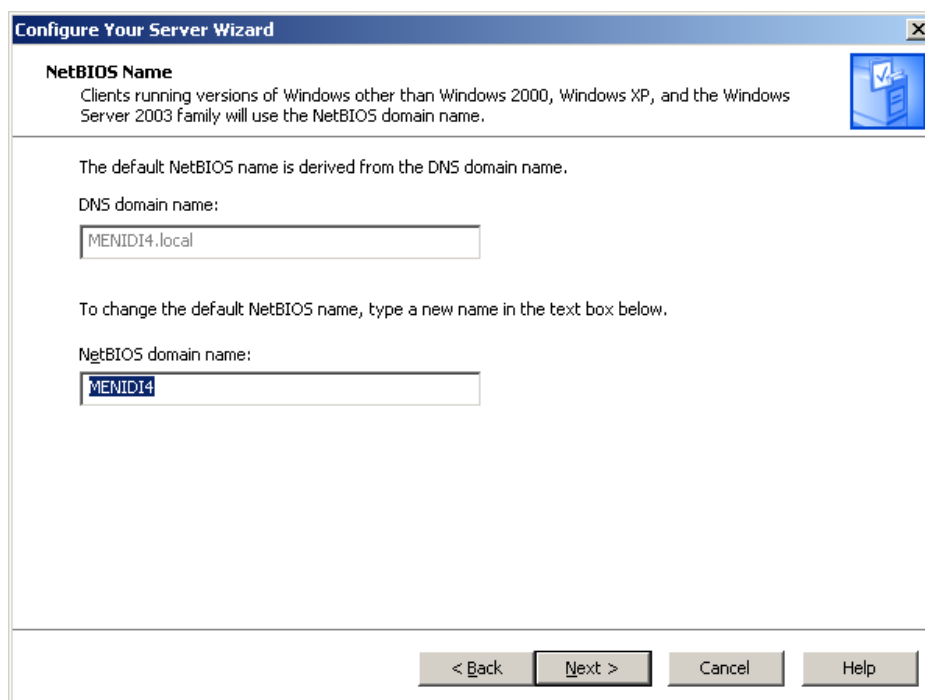 Configure Your Server Wizard
NetBIOS Name
Clients running versions of Windows other than Windows 2000, Windows XP, and the Windows
Server 2003 family will use the NetBIOS domain name.
The default NetBIOS name is derived from the DNS domain name.
DNS domain name:
MENIDI4.local
To change the default NetBIOS name, type a new name in the text box below.
NetBIOS domain name:
MENIDI4
< Back Next > Cancel Help